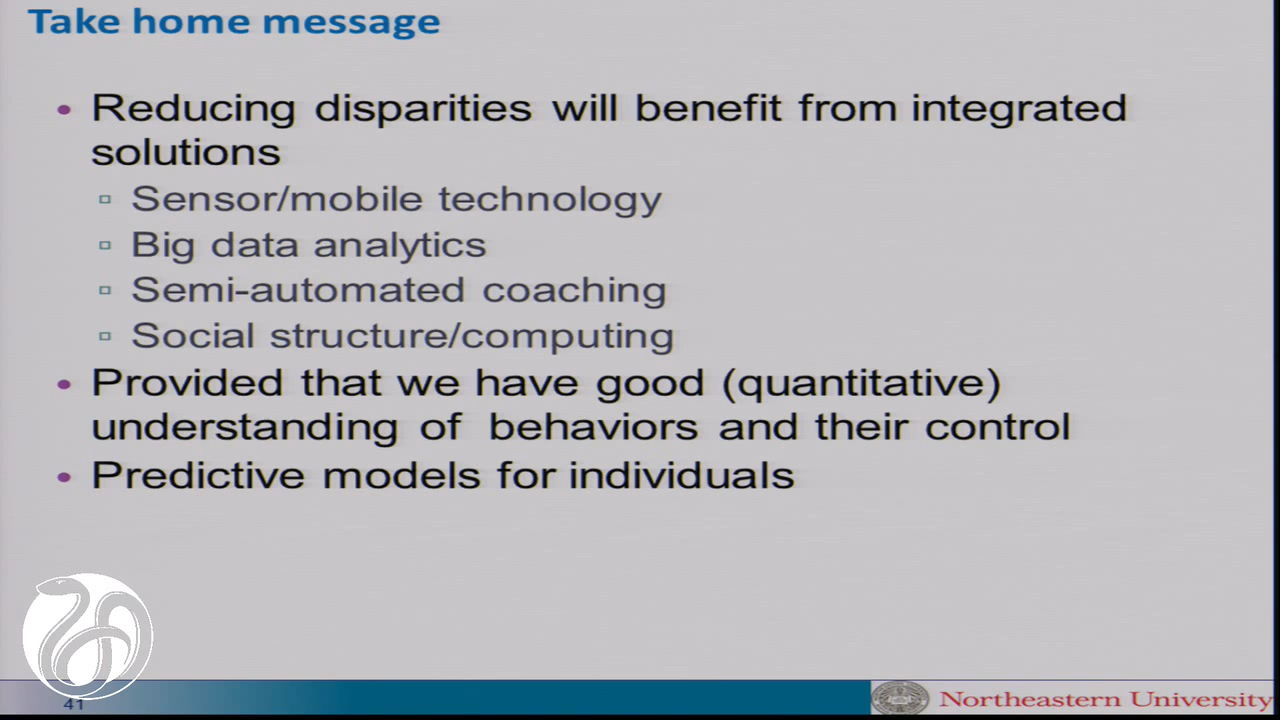 Take home message
• Reducing disparities will benefit from integrated
solutions
▫ Sensor/mobile technology
▫ Big data analytics
▫ Semi-automated coaching
▫ Social structure/computing
• Provided that we have good (quantitative)
understanding of behaviors and their control
• Predictive models for individuals
41
Northeastern University